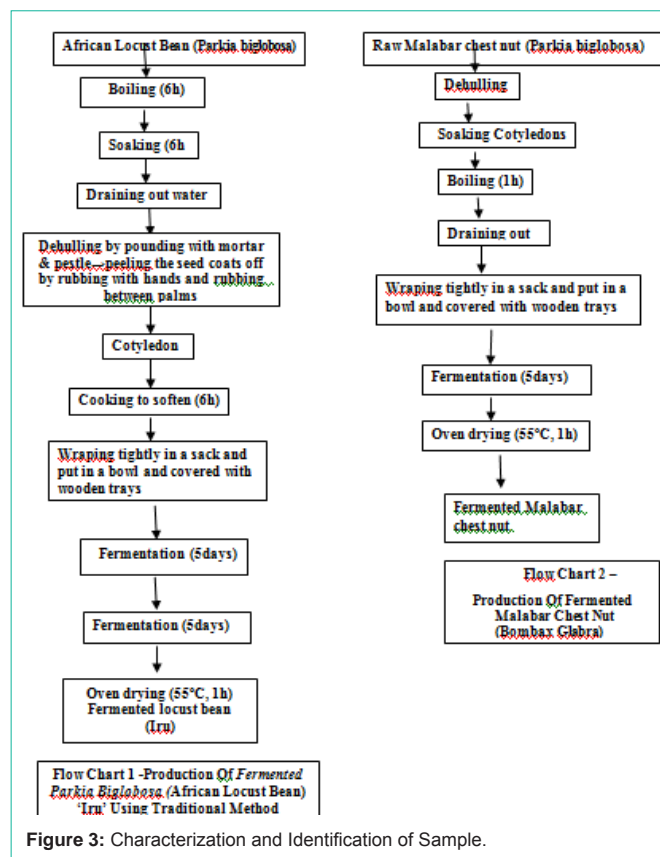 African Locust Bean (Parkia biglobosa)
Boiling (6h)
Soaking (6h
Draining out water
Dehulling by pounding with mortar
& pestle→peeling the seed coats off
by rubbing with hands and rubbing
between palms
Cotyledon
Cooking to soften (6h)
Wraping tightly in a sack and
put in a bowl and covered with
wooden trays
Fermentation (5days)
Fermentation (5days)
Oven drying (55°C, 1h)
Fermented locust bean
(Iru)
Flow Chart 1 -Production Of Fermented
Parkia Biglobosa (African Locust Bean)
‘Iru’ Using Traditional Method
Raw Malabar chest nut (Parkia biglobosa)
Dehulling
Soaking Cotyledons
Boiling (1h)
Draining out
Wraping tightly in a sack and put in a
bowl and covered with wooden trays
Fermentation (5days)
Oven drying (55°C, 1h)
Fermented Malabar
chest nut
Flow Chart 2 –
Production Of Fermented
Malabar Chest Nut
(Bombax Glabra)
Figure 3: Characterization and Identification of Sample.